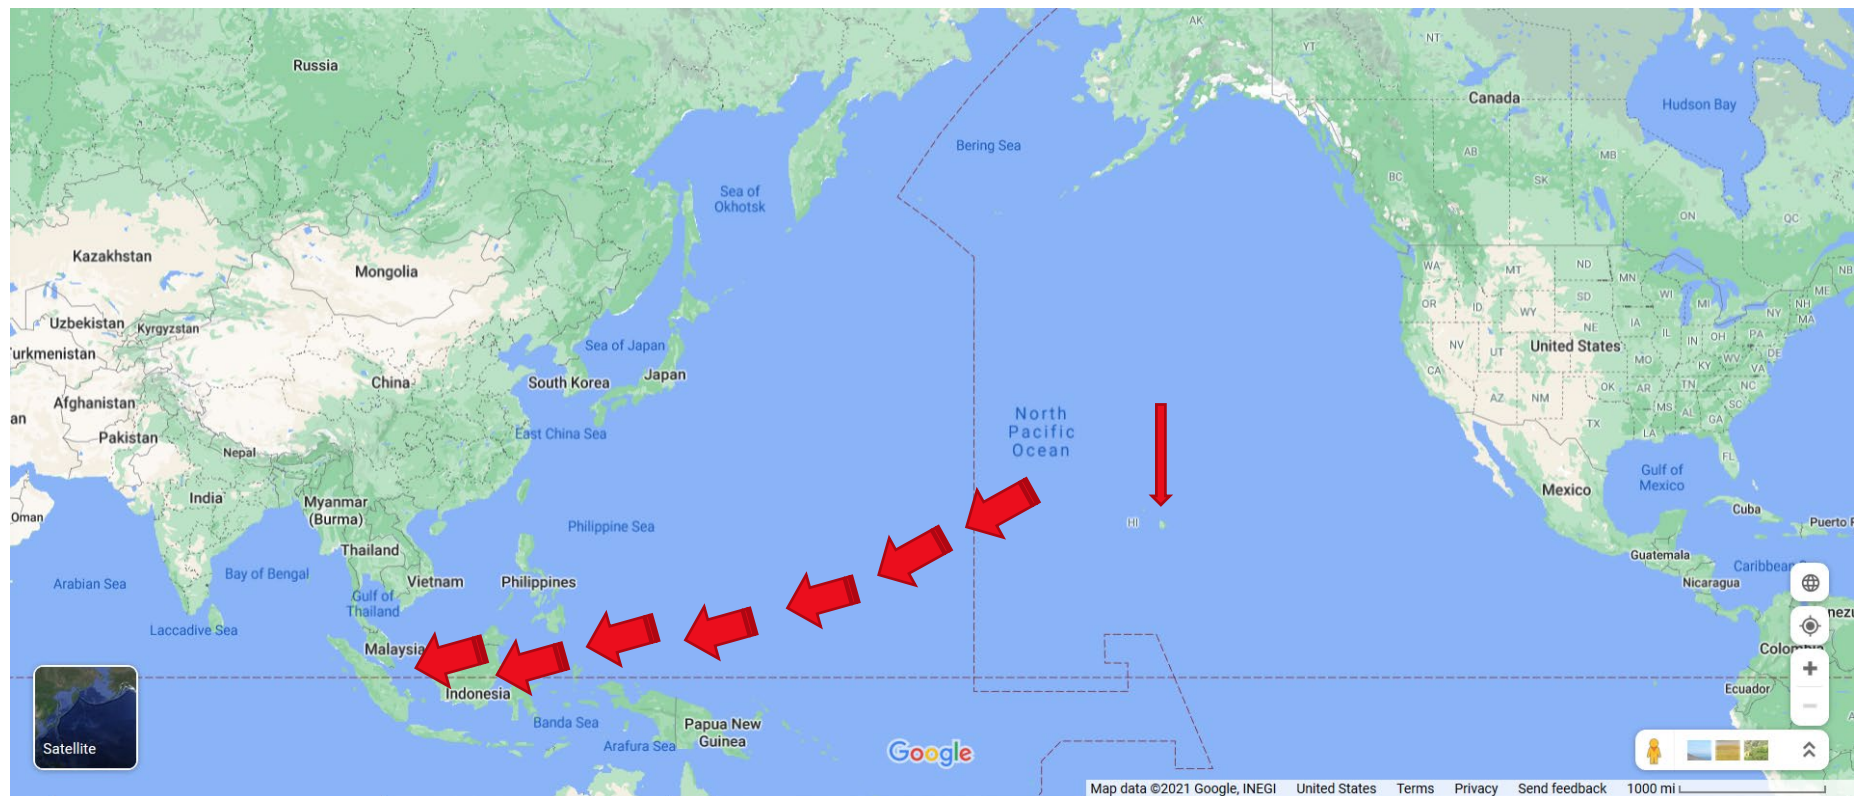 AK
YT
NT
Russia
Canada
Hudson Bay
Bering Sea
AB
MB
BC
SK
Sea of
Okhotsk
ON
QC
Kazakhstan
Mongolia
WA
MT
ND
MN
NB
OR
ID
SD
WI
MI
ME
NH
WY
NY
MA
Uzbekistan
Kyrgyzstan
NE
IA
IL
IN
OH
PA
Sea of Japan
NV
UT
United States
urkmenistan
MO
KY
WV
VA
DE
CA
China
South Korea
Japan
OK
AR
TN
NC
Afghanistan
AZ
NM
MS
AL
GA
SC
an
North
Pacific
Ocean
TX
LA
Pakistan
East China Sea
Nepal
FL
Gulf of
Mexico
India
Myanmar
(Burma)
Mexico
Oman
Philippine Sea
HI
Cuba
Puerto R
Thailand
Guatemala
Caribbean
Arabian Sea
Bay of Bengal
Vietnam
Philippines
Nicaragua
Gulf of
Thailand
nezu
Laccadive Sea
Malaysia
Colombia
Indonesia
Ecuador
Banda Sea
Papua New
Guinea
Arafura Sea
Satellite
Google
Map data ©2021 Google, INEGI United States Terms Privacy Send feedback 1000 mi